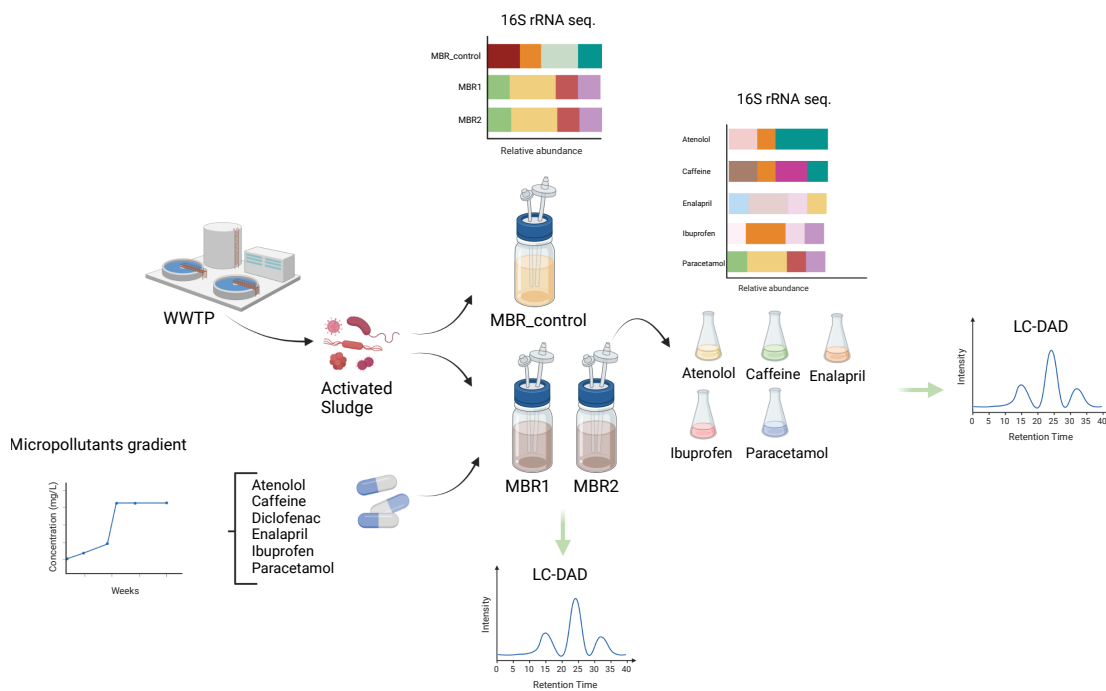 16S rRNA seq.
MBR_control
MBR1
MBR2
Relative abundance
16S rRNA seq.
Atenolol
Caffeine
Enalapril
Ibuprofen
Paracetamol
Relative abundance
WWTP
Activated
Sludge
MBR_control
MBR1
MBR2
Atenolol
Caffeine
Enalapril
Ibuprofen
Paracetamol
LC-DAD
Intensity
0 5 10 15 20 25 30 35 40
Retention Time
Micropollutants gradient
Concentration (mg/L)
Weeks
Atenolol
Caffeine
Diclofenac
Enalapril
Ibuprofen
Paracetamol
LC-DAD
Intensity
0 5 10 15 20 25 30 35 40
Retention Time